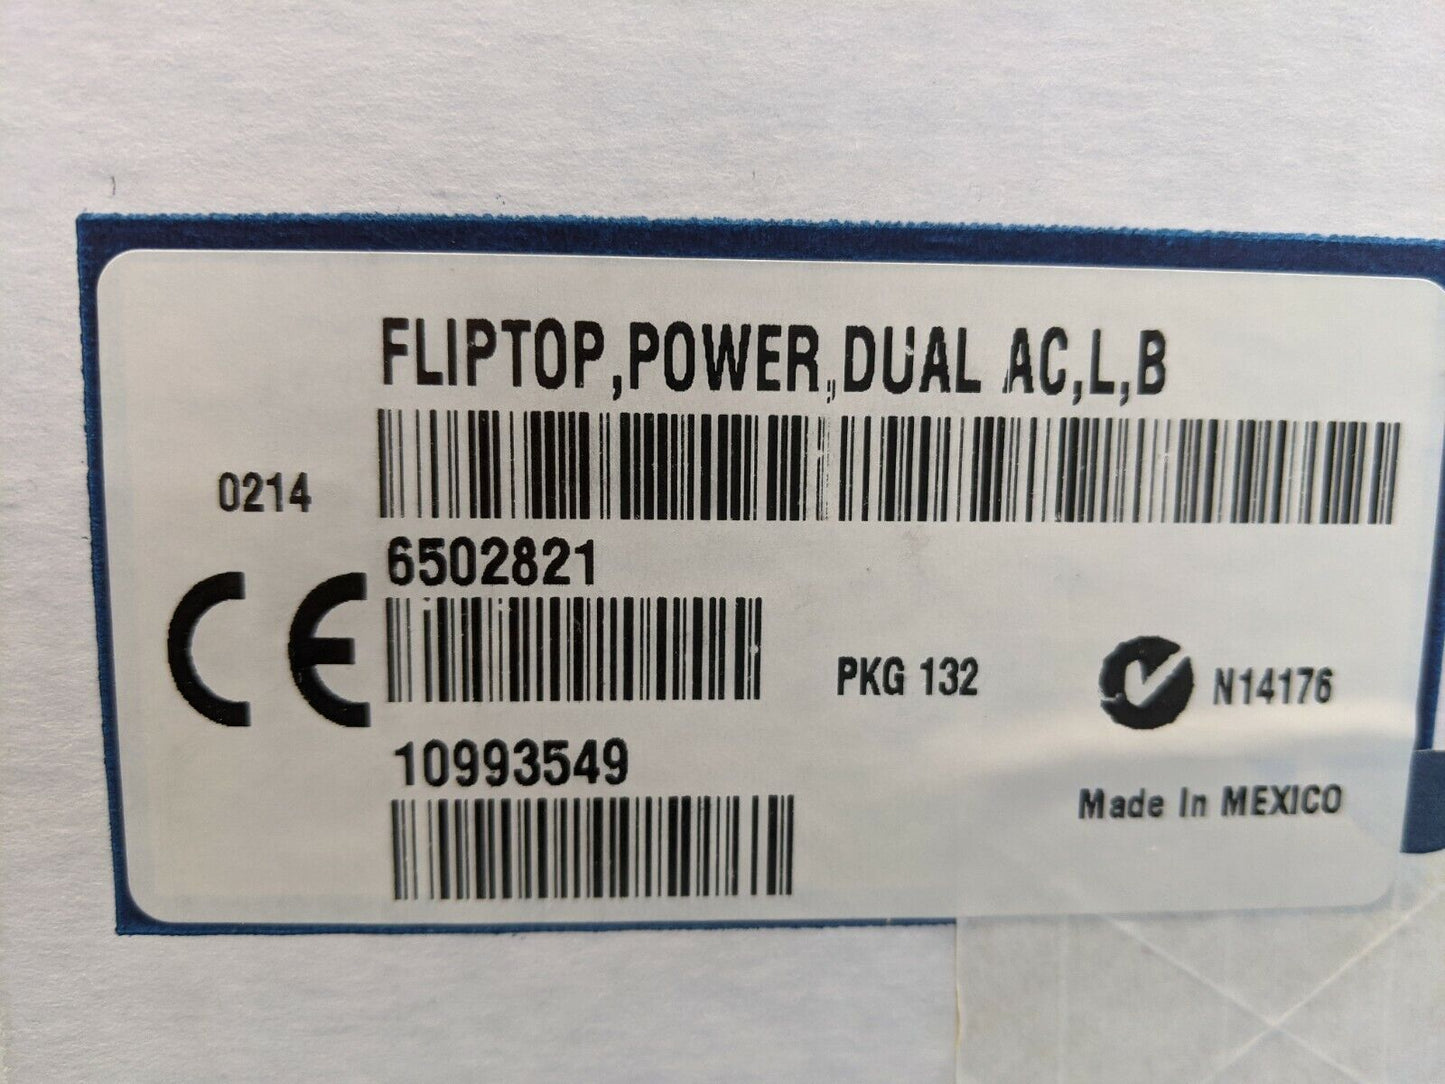 FLIPTOP,POWER,DUAL AC,L,B
0214
6502821
CE
PKG 132
N14176
10993549
Made In MEXICO